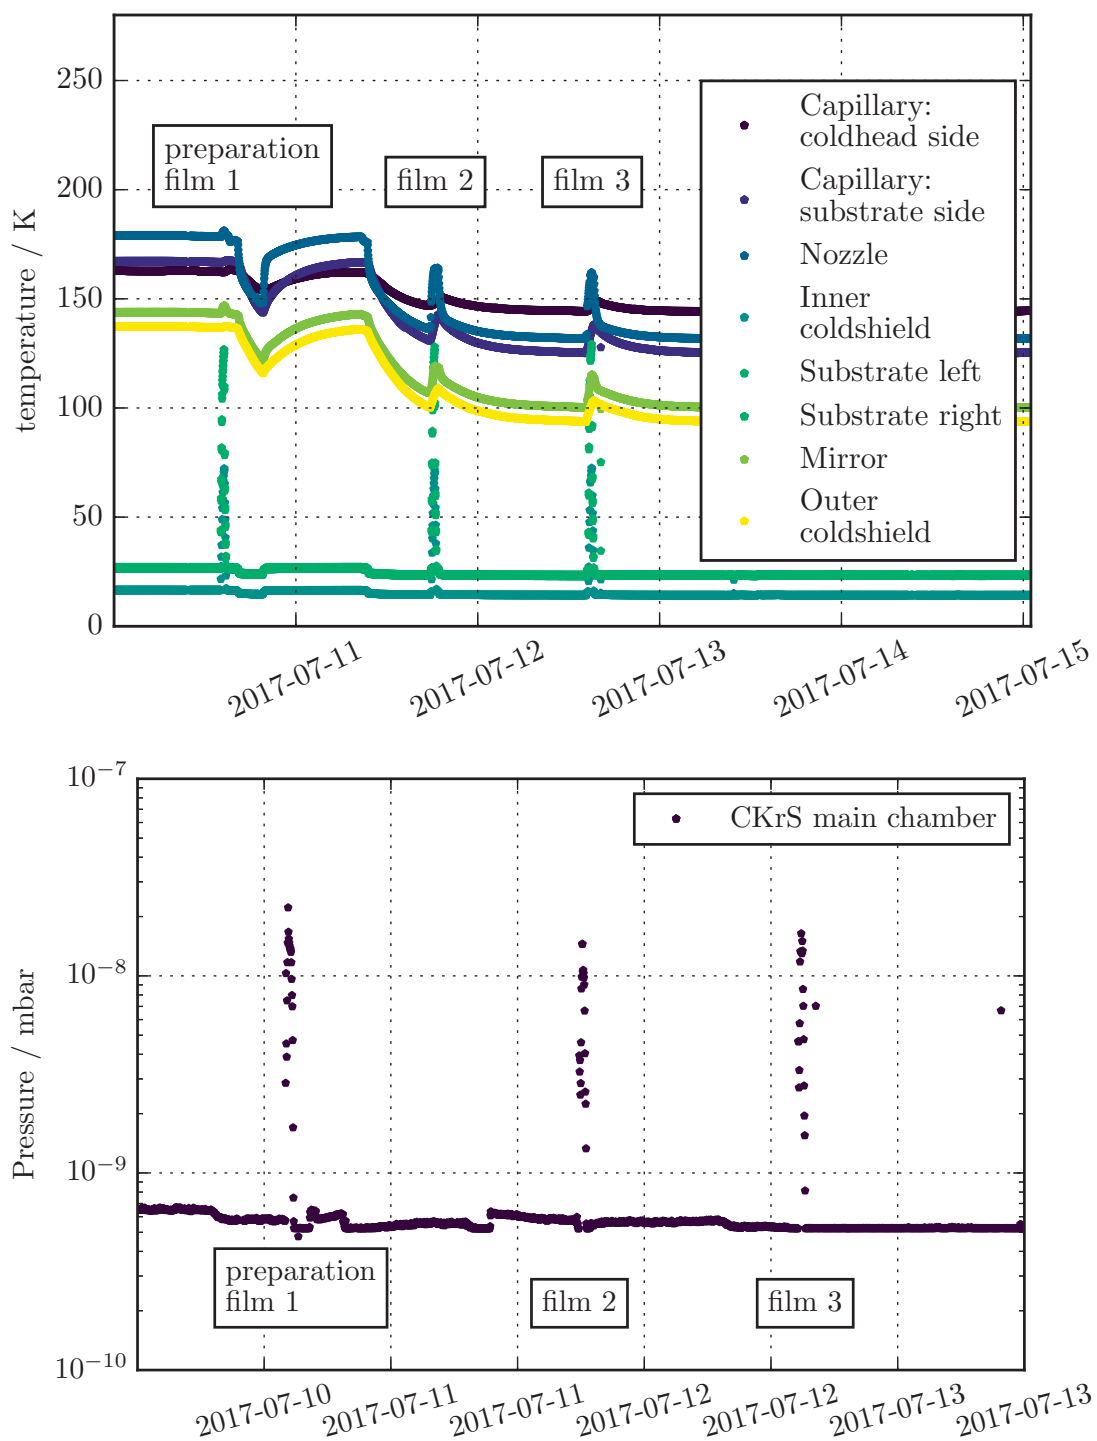 250
200
150
100
50
0
temperature / K
preparation
film 1
film 2
film 3
Capillary:
coldhead side
Capillary:
substrate side
Nozzle
Inner
coldshield
Substrate left
Substrate right
Mirror
Outer
coldshield
2017-07-11
2017-07-12
2017-07-13
2017-07-14
2017-07-15
10⁻⁷
10⁻⁸
10⁻⁹
10⁻¹⁰
Pressure / mbar
CKrS main chamber
preparation
film 1
film 2
film 3
2017-07-10
2017-07-11
2017-07-11
2017-07-12
2017-07-12
2017-07-13
2017-07-13